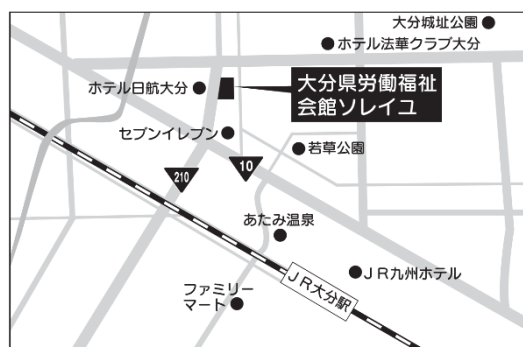 大分城址公園
ホテル法華クラブ大分
ホテル日航大分
大分県労働福祉
会館ソレイユ
セブンイレブン
若草公園
10
210
あたみ温泉
JR九州ホテル
JR大分駅
ファミリー
マート